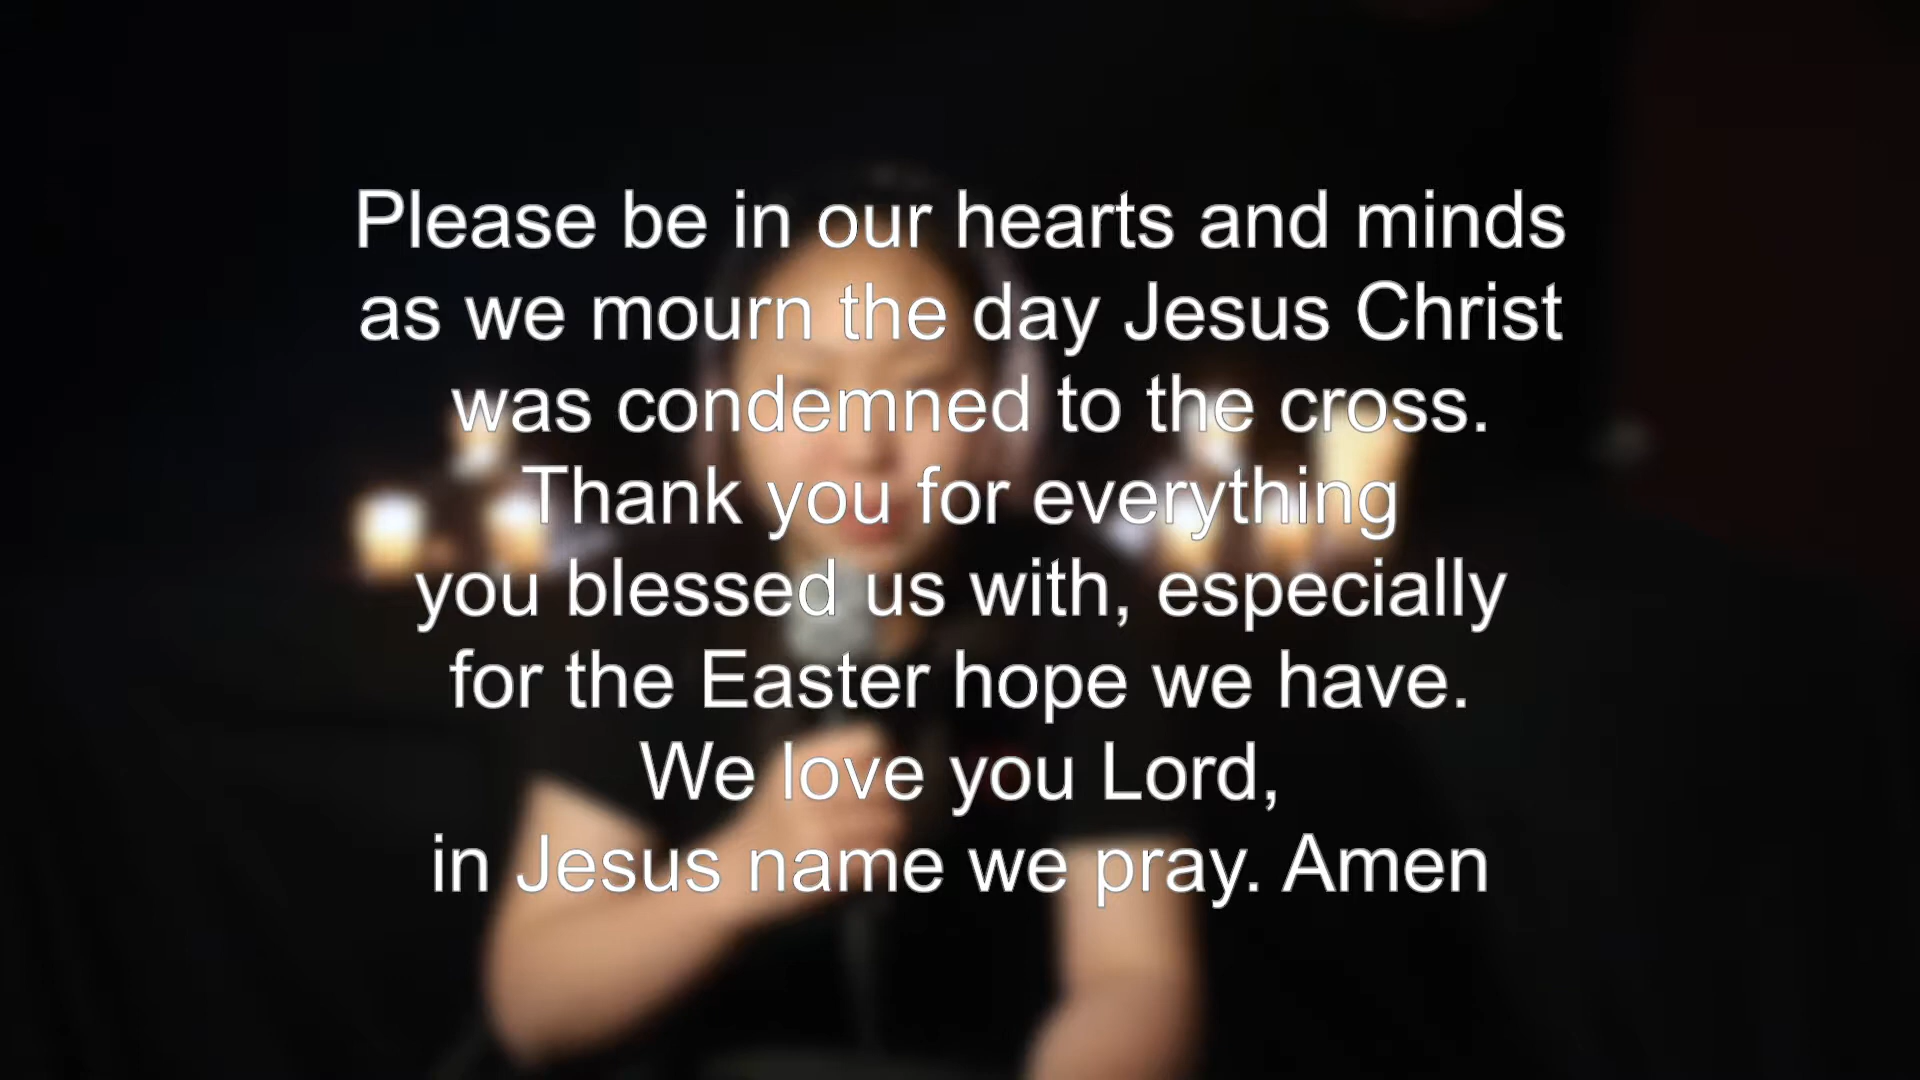 Please be in our hearts and minds
as we mourn the day Jesus Christ
was condemned to the cross.
Thank you for everything
you blessed us with, especially
for the Easter hope we have.
We love you Lord,
in Jesus name we pray. Amen